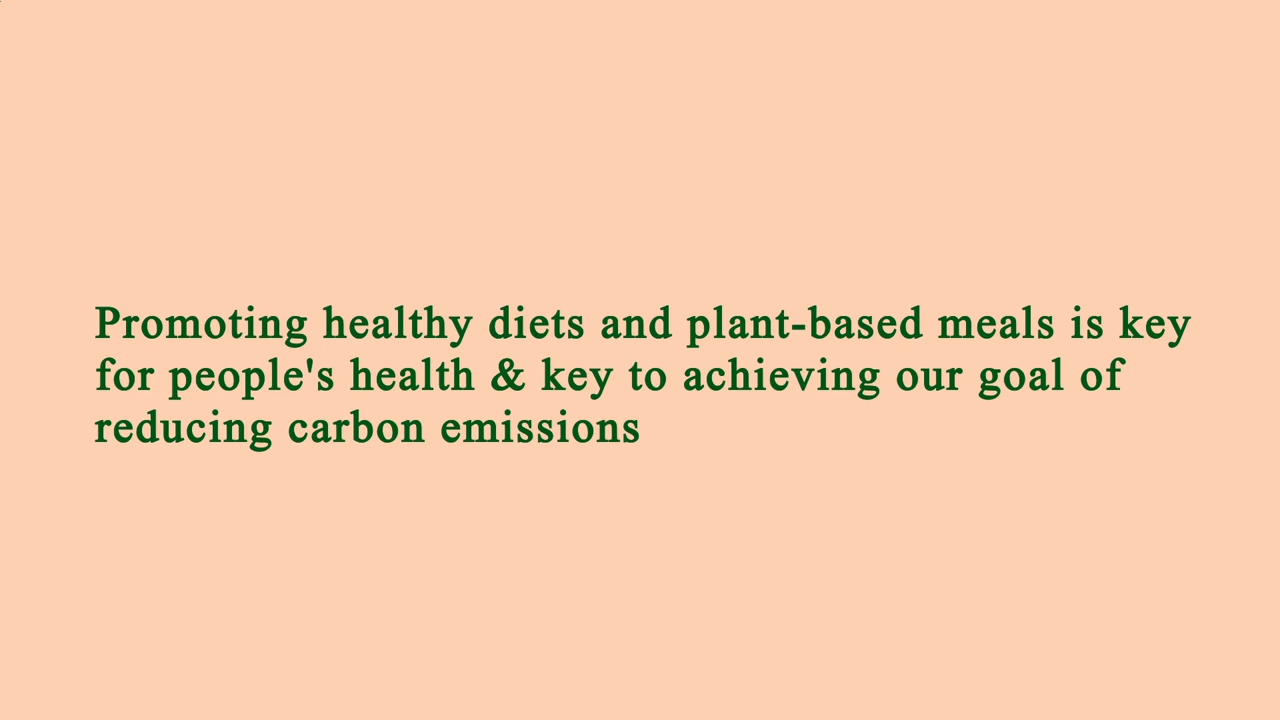 Promoting healthy diets and plant-based meals is key
for people's health & key to achieving our goal of
reducing carbon emissions